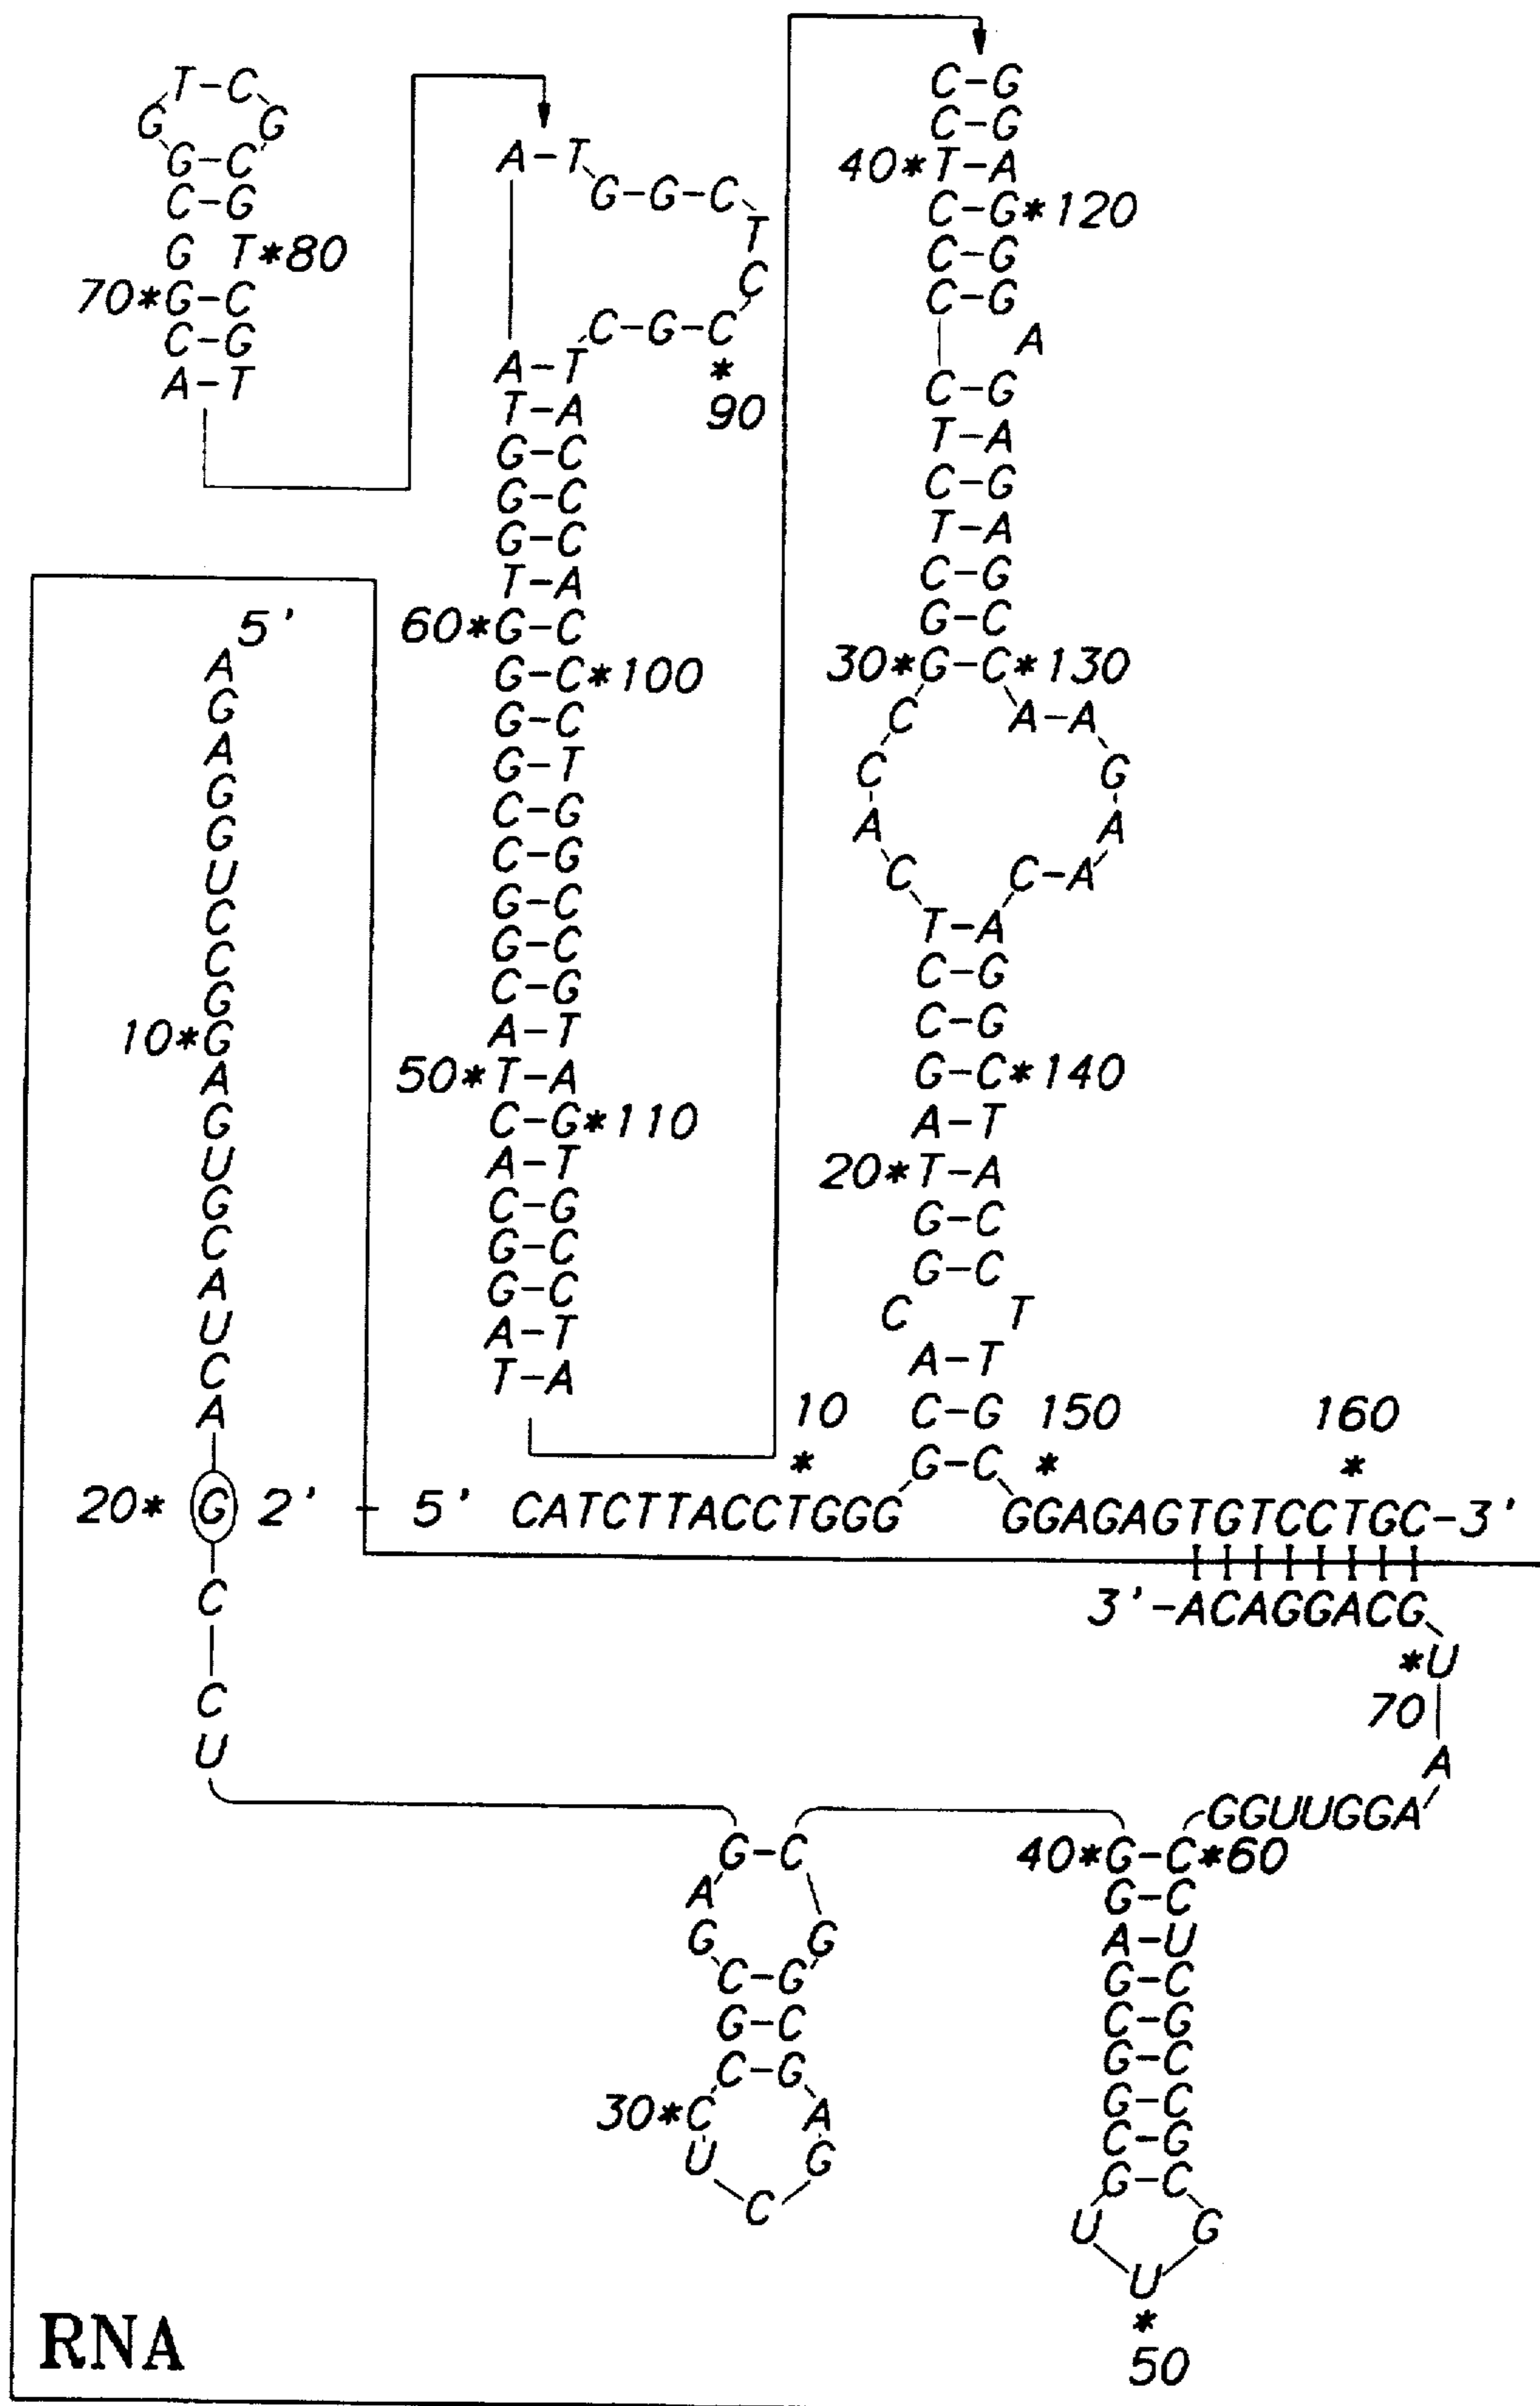 T-C
G G
G-C
C-G
G T*80
70*G-C
C-G
A-T
A-T
G-G-C
T
C
C-G-C
*
90
A-T
T-A
G-C
G-C
G-C
T-A
60*G-C
G-C*100
G-C
G-T
C-G
C-G
G-C
G-C
C-G
A-T
50*T-A
C-G*110
A-T
C-G
G-C
G-C
A-T
T-A
C-G
C-G
40*T-A
C-G*120
C-G
C-G
A
C-G
T-A
C-G
T-A
C-G
G-C
30*G-C*130
C A-A
C G
A A
C C-A
T-A
C-G
C-G
G-C*140
A-T
20*T-A
G-C
G-C
C T
A-T
C-G
G-C
10
*
150
*
160
*
5'
A
G
A
G
G
U
C
C
G
10*G
A
G
U
G
C
A
U
C
A
20* G 2' - 5' CATCTTACCTGGG GGAGAGTGTCCTGC-3'
3'-ACAGGACG
*U
70
A
GGUUGGA
C
C
U
G-C
A
G G
C-G
G-C
C-G
30*C A
U G
C
40*G-C*60
G-C
A-U
G-C
C-G
G-C
G-C
C-G
G-C
U G
U
*
50
RNA